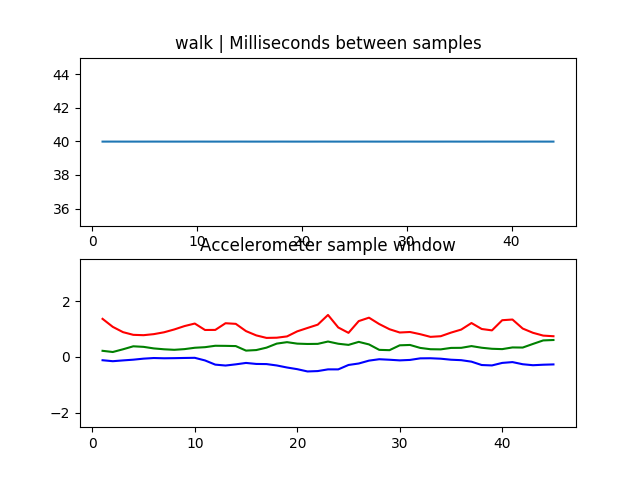 walk | Milliseconds between samples
44
42
40
38
36
0 10 20 30 40
Accelerometer sample window
2
0
−2
0 10 20 30 40